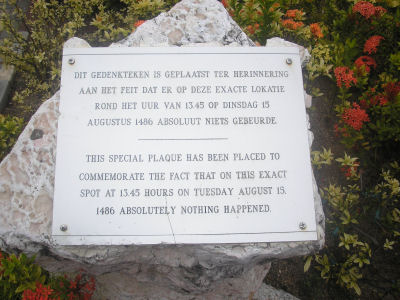 DIT GEDENKTEKEN IS GEPLAATST TER HERINNERING
AAN HET FEIT DAT ER OP DEZE EXACTE LOKATIE
ROND HET UUR VAN 13.45 OP DINSDAG 15
AUGUSTUS 1486 ABSOLUUT NIETS GEBEURDE.
THIS SPECIAL PLAQUE HAS BEEN PLACED TO
COMMEMORATE THE FACT THAT ON THIS EXACT
SPOT AT 13.45 HOURS ON TUESDAY AUGUST 15.
1486 ABSOLUTELY NOTHING HAPPENED.